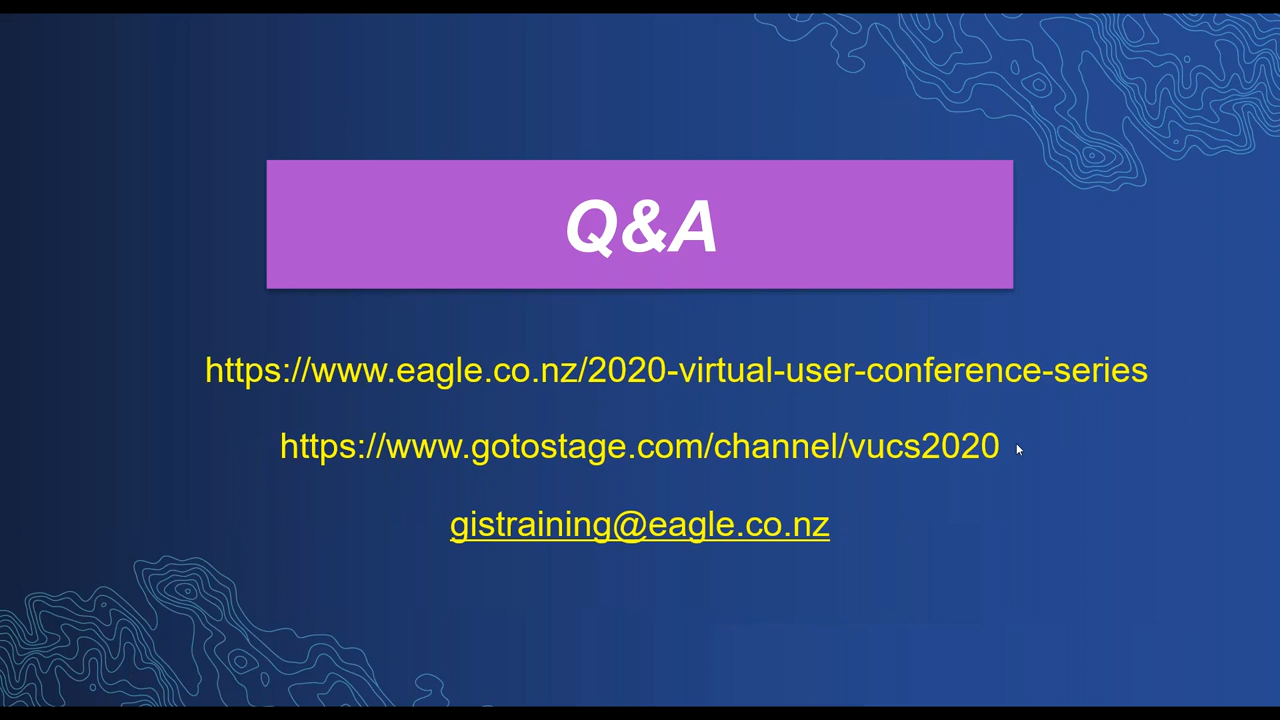 Q&A
https://www.eagle.co.nz/2020-virtual-user-conference-series
https://www.gotostage.com/channel/vucs2020
gistraining@eagle.co.nz